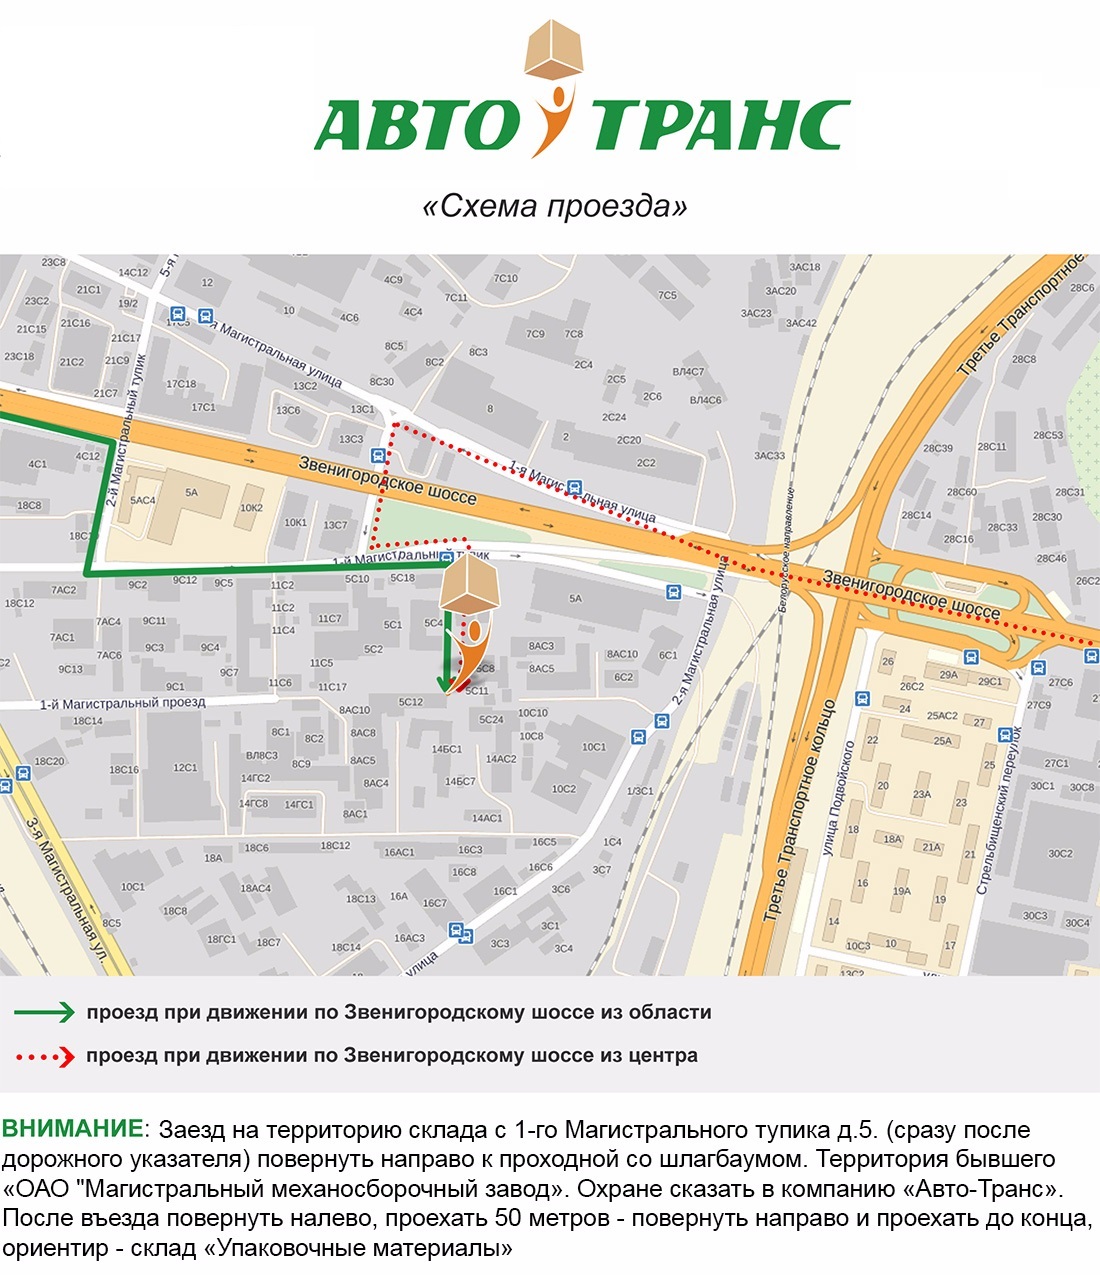 АВТО ТРАНС
«Схема проезда»
23С8
14С12
5-я
12
4С9
7С10
3АС18
21С1
23С2
19/2
17С5
10
4С6
4С4
7С11
7С5
3АС20
28С6
21С15
21С16
21С17
1-я Магистральная улица
3АС23
3АС42
Третье Транспортное
23С18
21С2
21С9
8С5
8С2
8С3
7С9
7С8
2С4
ВЛ4С7
28С8
17С18
13С2
8С30
2С5
2С6
ВЛ4С6
21С7
17С1
13С6
13С1
8
2С24
2-й Магистральный тупик
13С3
2
2С20
2С2
3АС33
28С39
28С11
28С53
4С1
4С12
Звенигородское шоссе
1-я Магистральная улица
28С60
28С31
18С8
5АС4
5А
10К2
10К1
13С7
28С14
28С16
28С33
28С30
1-й Магистральный тупик
Белорусское направление
28С46
7АС2
9С2
9С12
9С5
11С2
5С10
5С18
Звенигородское шоссе
26С2
18С12
7АС4
9С11
11С2
11С7
5С1
5С4
5А
7АС1
11С4
7АС6
9С3
9С4
5С2
8АС3
8АС10
6С1
9С13
9С7
11С5
5С8
8АС5
6С2
2-я Магистральная улица
26
29А
29С1
27С6
9С1
11С6
11С17
5С12
5С11
26С2
24
25АС2
27
27С9
1-й Магистральный проезд
18С14
8АС10
5С24
10С10
10С8
22
25А
8С1
8С2
8АС8
14БС1
10С1
25
18С20
18С16
12С1
ВЛ8С3
8С9
8АС5
14АС2
27С1
14ГС2
8АС4
14БС7
10С2
1/3С1
20
23А
23
30С1
30С8
14ГС8
14ГС1
8АС1
14АС1
18
18А
21А
21
3-я Магистральная ул.
18А
18С6
18С12
16АС1
16С5
1С4
30С2
10С1
18АС4
16С8
16С6
3С7
16
19А
19
18С8
18С13
16А
16С7
16С1
3С6
Третье Транспортное кольцо
улица Подвойского
Стрельбищенский переулок
8С5
18ГС1
18С7
18С14
16АС3
3С3
3С1
3С4
14
10С3
10
17
30С3
30С4
улица
13С2
проезд при движении по Звенигородскому шоссе из области
проезд при движении по Звенигородскому шоссе из центра
ВНИМАНИЕ: Заезд на территорию склада с 1-го Магистрального тупика д.5. (сразу после
дорожного указателя) повернуть направо к проходной со шлагбаумом. Территория бывшего
«ОАО "Магистральный механосборочный завод». Охране сказать в компанию «Авто-Транс».
После въезда повернуть налево, проехать 50 метров - повернуть направо и проехать до конца,
ориентир - склад «Упаковочные материалы»